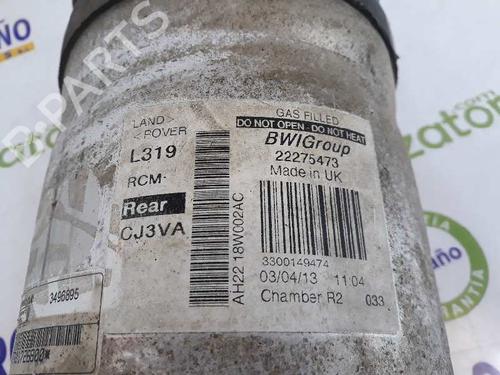 GAS FILLED
DO NOT OPEN - DO NOT HEAT
LAND
ROVER
BWIGroup
22275473
Made in UK
L319
RCM-
Rear
CJ3VA
AH22 18W002AC
3300149474
03/04/13 11:04
Chamber R2 033
3496895
B-PARTS
GARANTIA